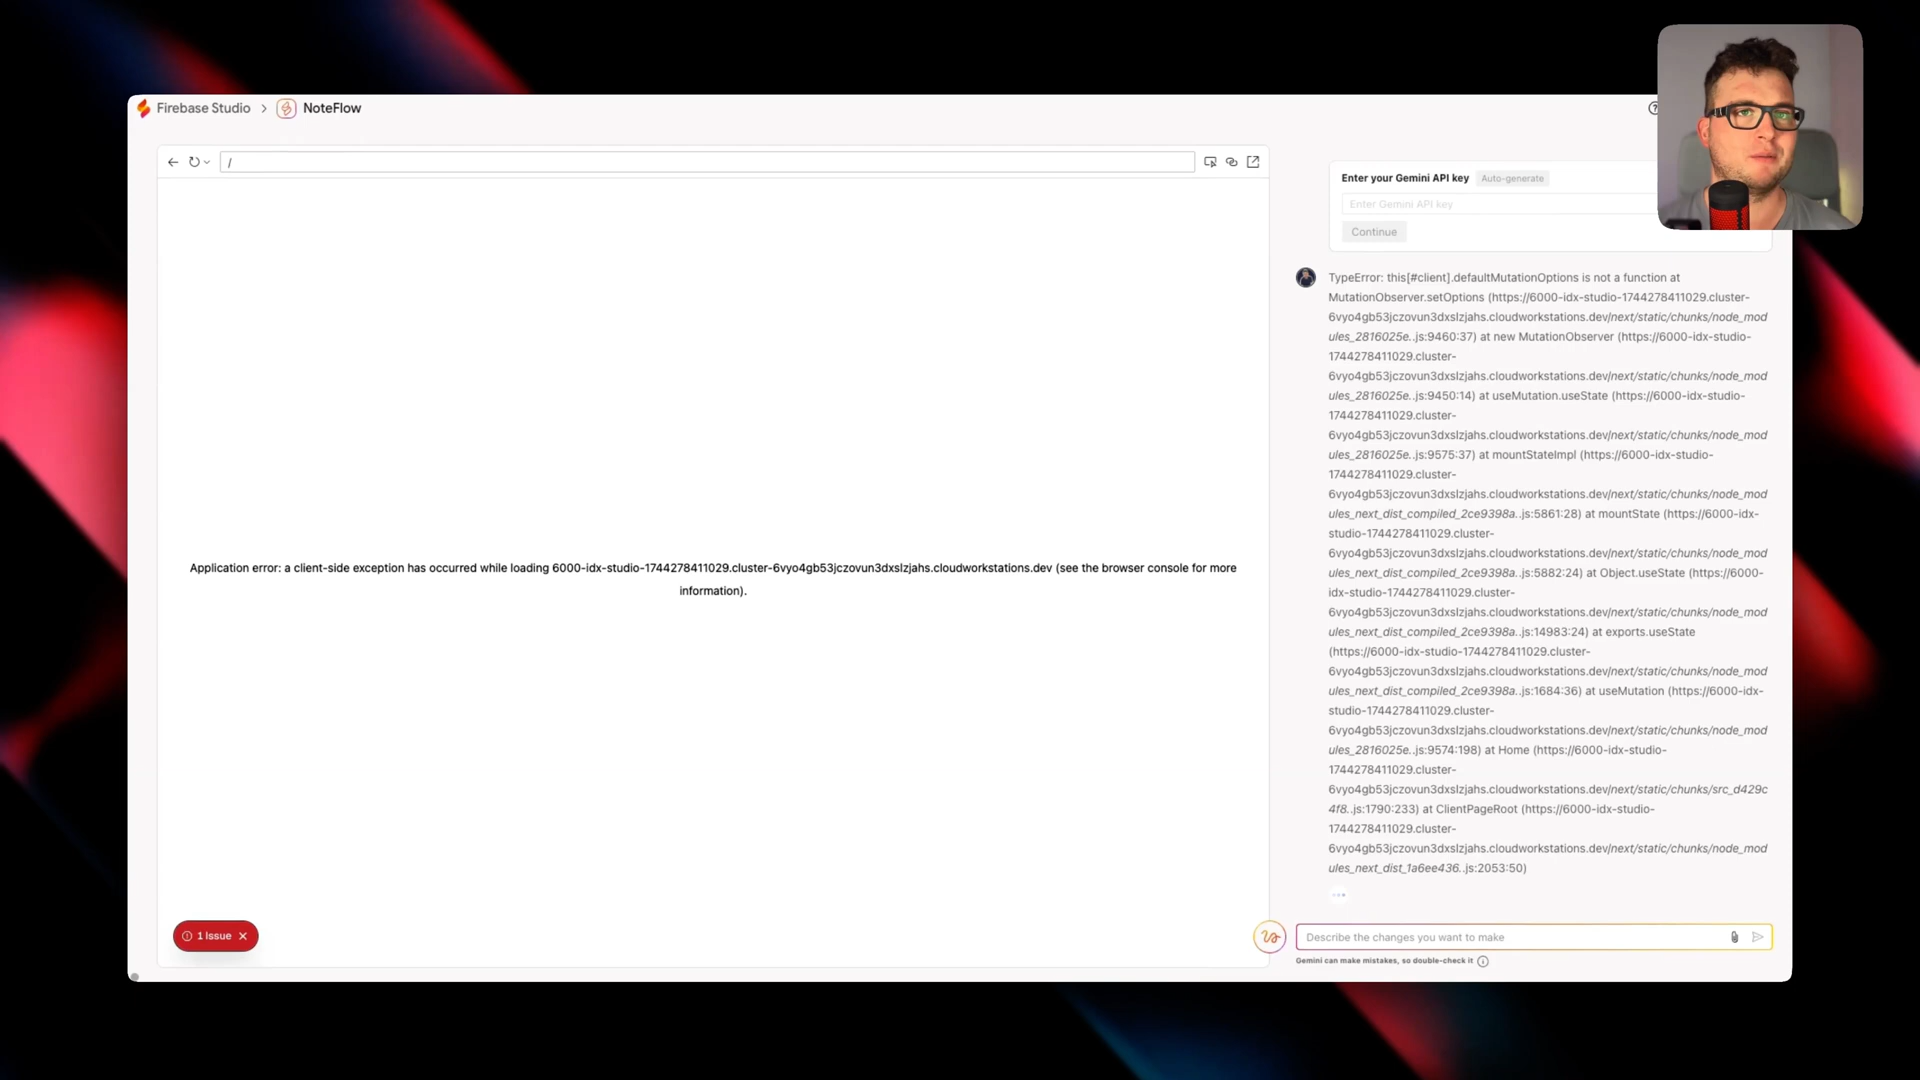 Firebase Studio > NoteFlow
/
Enter your Gemini API key Auto-generate
Enter Gemini API key
Continue
TypeError: this[#client].defaultMutationOptions is not a function at
MutationObserver.setOptions (https://6000-idx-studio-1744278411029.cluster-
6vyo4gb53jczovun3dxslzjahs.cloudworkstations.dev/next/static/chunks/node_mod
ules_2816025e..js:9460:37) at new MutationObserver (https://6000-idx-studio-
1744278411029.cluster-
6vyo4gb53jczovun3dxslzjahs.cloudworkstations.dev/next/static/chunks/node_mod
ules_2816025e..js:9450:14) at useMutation.useState (https://6000-idx-studio-
1744278411029.cluster-
6vyo4gb53jczovun3dxslzjahs.cloudworkstations.dev/next/static/chunks/node_mod
ules_2816025e..js:9575:37) at mountStateImpl (https://6000-idx-studio-
1744278411029.cluster-
6vyo4gb53jczovun3dxslzjahs.cloudworkstations.dev/next/static/chunks/node_mod
ules_next_dist_compiled_2ce9398a..js:5861:28) at mountState (https://6000-idx-
studio-1744278411029.cluster-
6vyo4gb53jczovun3dxslzjahs.cloudworkstations.dev/next/static/chunks/node_mod
ules_next_dist_compiled_2ce9398a..js:5882:24) at Object.useState (https://6000-
idx-studio-1744278411029.cluster-
6vyo4gb53jczovun3dxslzjahs.cloudworkstations.dev/next/static/chunks/node_mod
ules_next_dist_compiled_2ce9398a..js:14983:24) at exports.useState
(https://6000-idx-studio-1744278411029.cluster-
6vyo4gb53jczovun3dxslzjahs.cloudworkstations.dev/next/static/chunks/node_mod
ules_next_dist_compiled_2ce9398a..js:1684:36) at useMutation (https://6000-idx-
studio-1744278411029.cluster-
6vyo4gb53jczovun3dxslzjahs.cloudworkstations.dev/next/static/chunks/node_mod
ules_2816025e..js:9574:198) at Home (https://6000-idx-studio-
1744278411029.cluster-
6vyo4gb53jczovun3dxslzjahs.cloudworkstations.dev/next/static/chunks/src_d429c
4f8..js:1790:233) at ClientPageRoot (https://6000-idx-studio-
1744278411029.cluster-
6vyo4gb53jczovun3dxslzjahs.cloudworkstations.dev/next/static/chunks/node_mod
ules_next_dist_1a6ee436..js:2053:50)
Application error: a client-side exception has occurred while loading 6000-idx-studio-1744278411029.cluster-6vyo4gb53jczovun3dxslzjahs.cloudworkstations.dev (see the browser console for more
information).
1 Issue
Describe the changes you want to make
Gemini can make mistakes, so double-check it